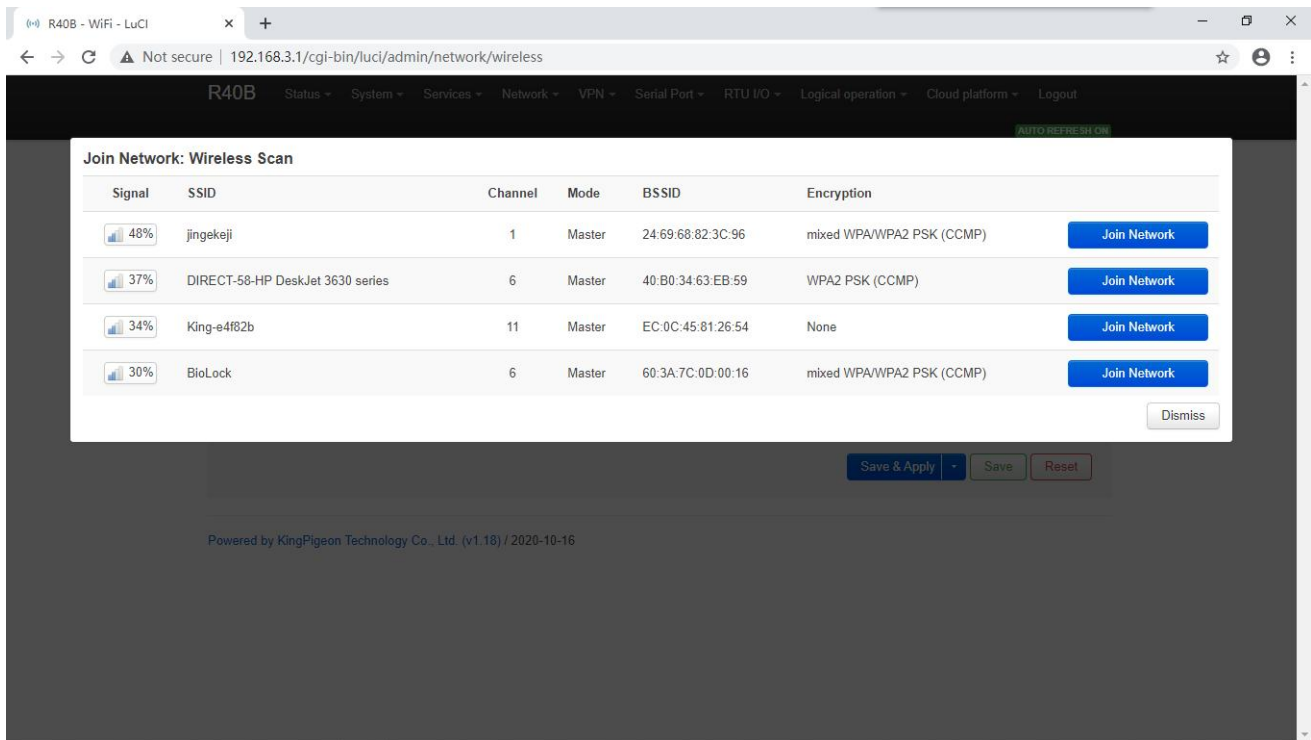 R40B - WiFi - LuCI
Not secure | 192.168.3.1/cgi-bin/luci/admin/network/wireless
R40B Status System Services Network VPN Serial Port RTU I/O Logical operation Cloud platform Logout
AUTO REFRESH ON
Join Network: Wireless Scan
Signal SSID Channel Mode BSSID Encryption
48% jingekeji 1 Master 24:69:68:82:3C:96 mixed WPA/WPA2 PSK (CCMP) Join Network
37% DIRECT-58-HP DeskJet 3630 series 6 Master 40:B0:34:63:EB:59 WPA2 PSK (CCMP) Join Network
34% King-e4f82b 11 Master EC:0C:45:81:26:54 None Join Network
30% BioLock 6 Master 60:3A:7C:0D:00:16 mixed WPA/WPA2 PSK (CCMP) Join Network
Dismiss
Save & Apply Save Reset
Powered by KingPigeon Technology Co., Ltd. (v1.18) / 2020-10-16